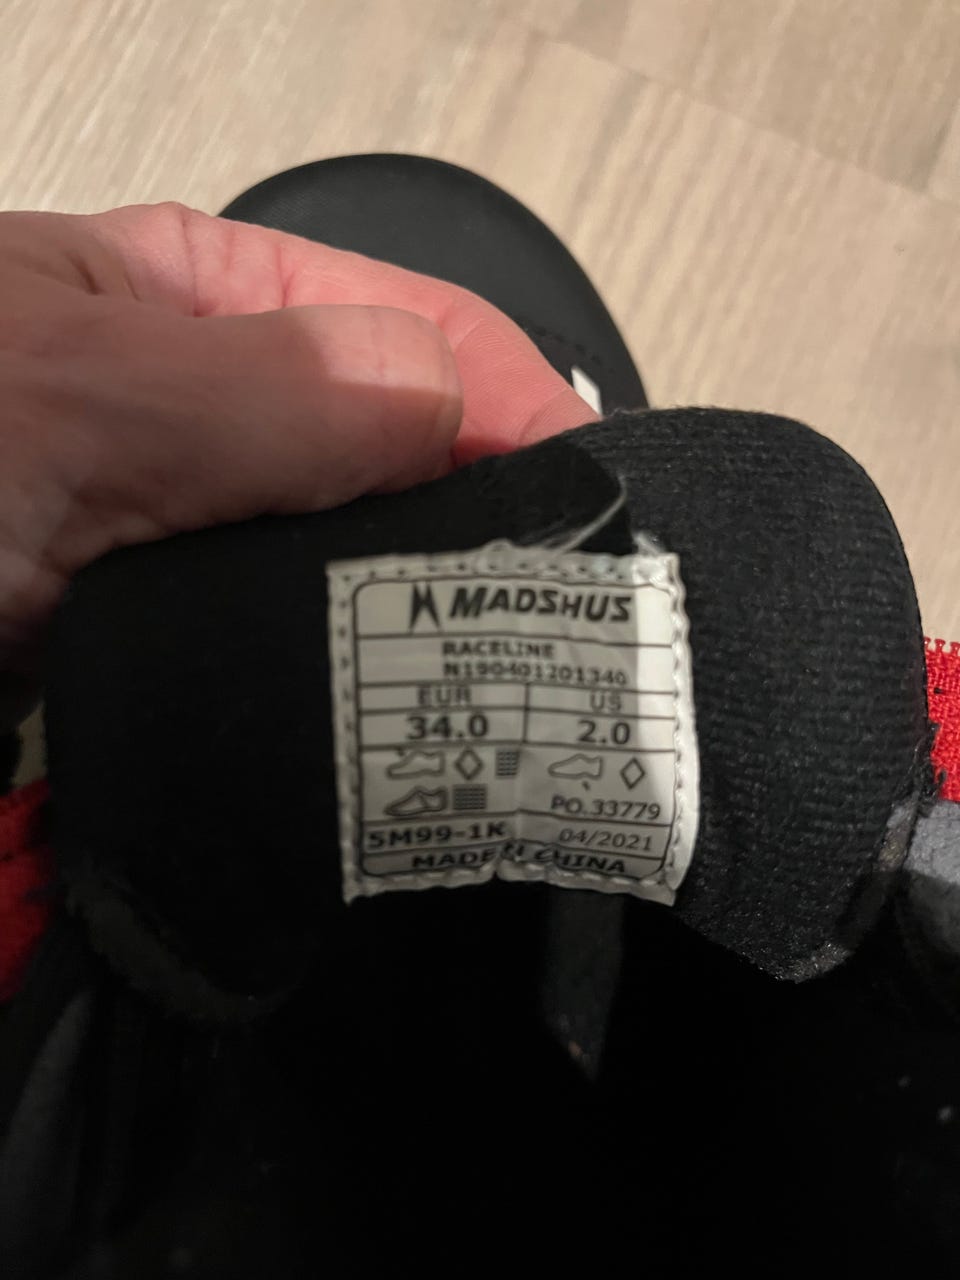 MADSHUS
RACELINE
N190401201340
EUR US
34.0 2.0
PO.33779
5M99-1K 04/2021
MADE IN CHINA